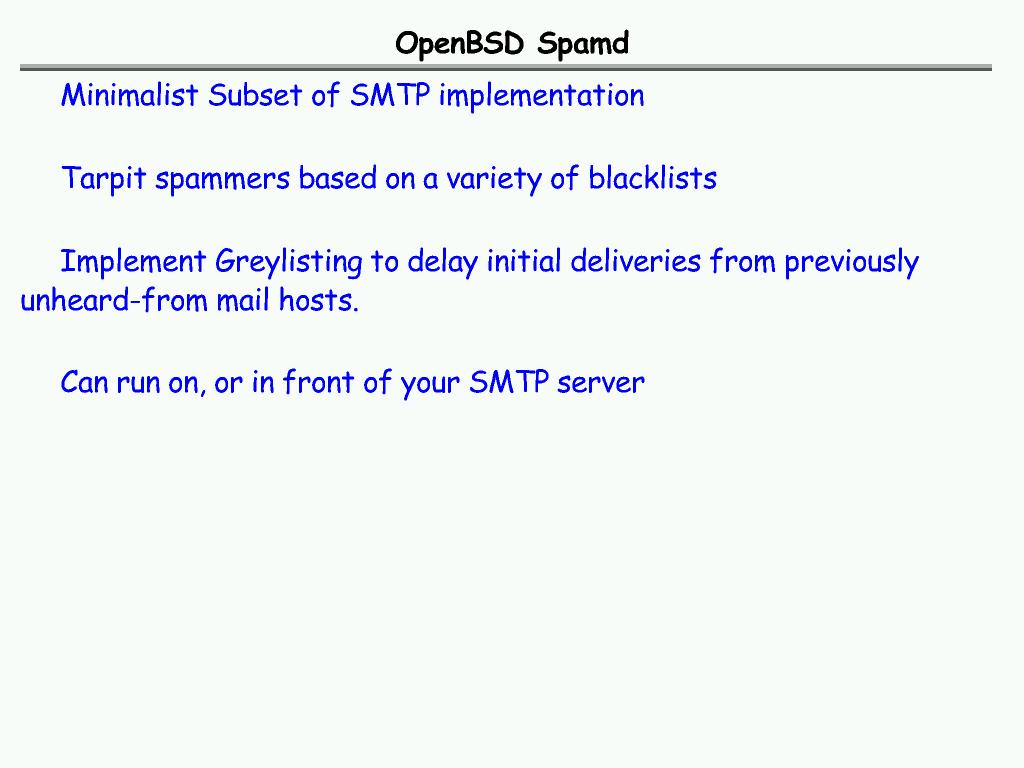 OpenBSD Spamd
Minimalist Subset of SMTP implementation
Tarpit spammers based on a variety of blacklists
Implement Greylisting to delay initial deliveries from previously
unheard-from mail hosts.
Can run on, or in front of your SMTP server